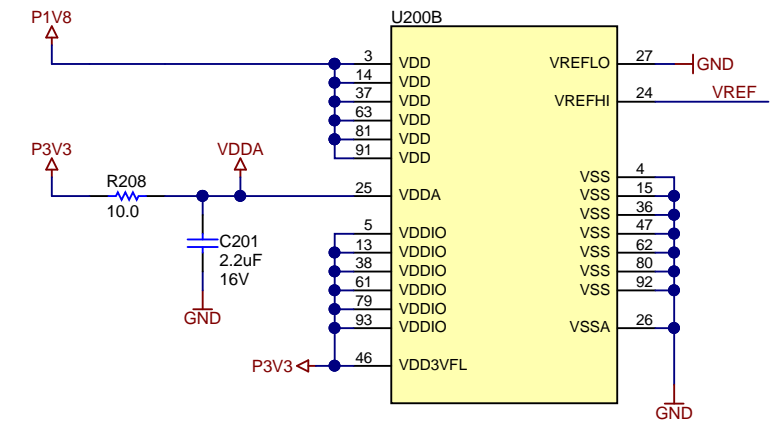 P1V8
U200B
3 VDD VREFLO 27 GND
14 VDD
37 VDD VREFHI 24 VREF
63 VDD
81 VDD
91 VDD
P3V3 VDDA
R208
10.0
VSS 4
25 VDDA VSS 15
VSS 36
5 VDDIO VSS 47
13 VDDIO VSS 62
38 VDDIO VSS 80
61 VDDIO VSS 92
79 VDDIO
93 VDDIO VSSA 26
C201
2.2uF
16V
GND
P3V3 46 VDD3VFL
GND